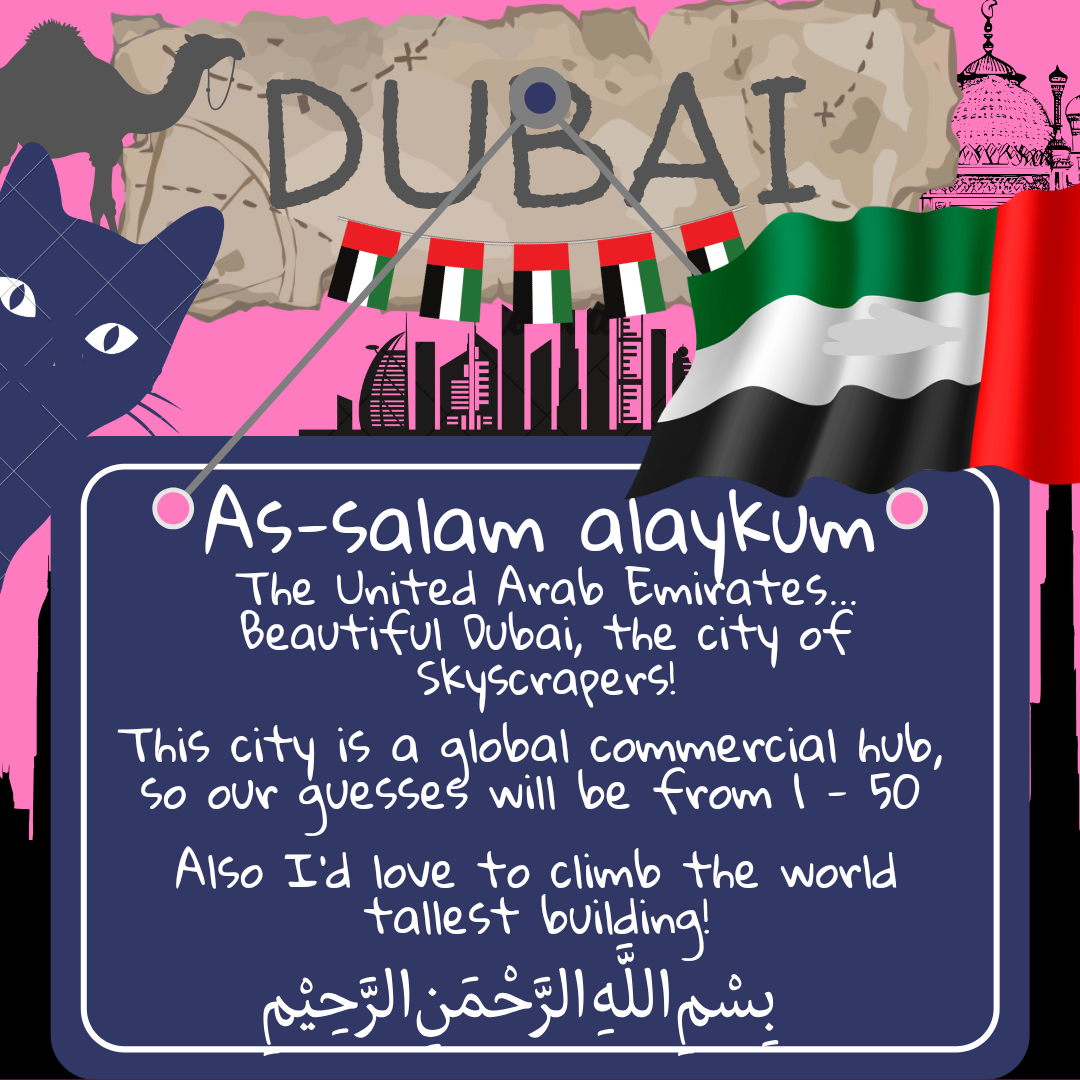 DUBAI
As-salam alaykum
The United Arab Emirates...
Beautiful Dubai, the city of
Skyscrapers!
This city is a global commercial hub,
so our guesses will be from 1 - 50
Also I'd love to climb the world
tallest building!
بِسْمِ اللَّهِ الرَّحْمَنِ الرَّحِيْمِ